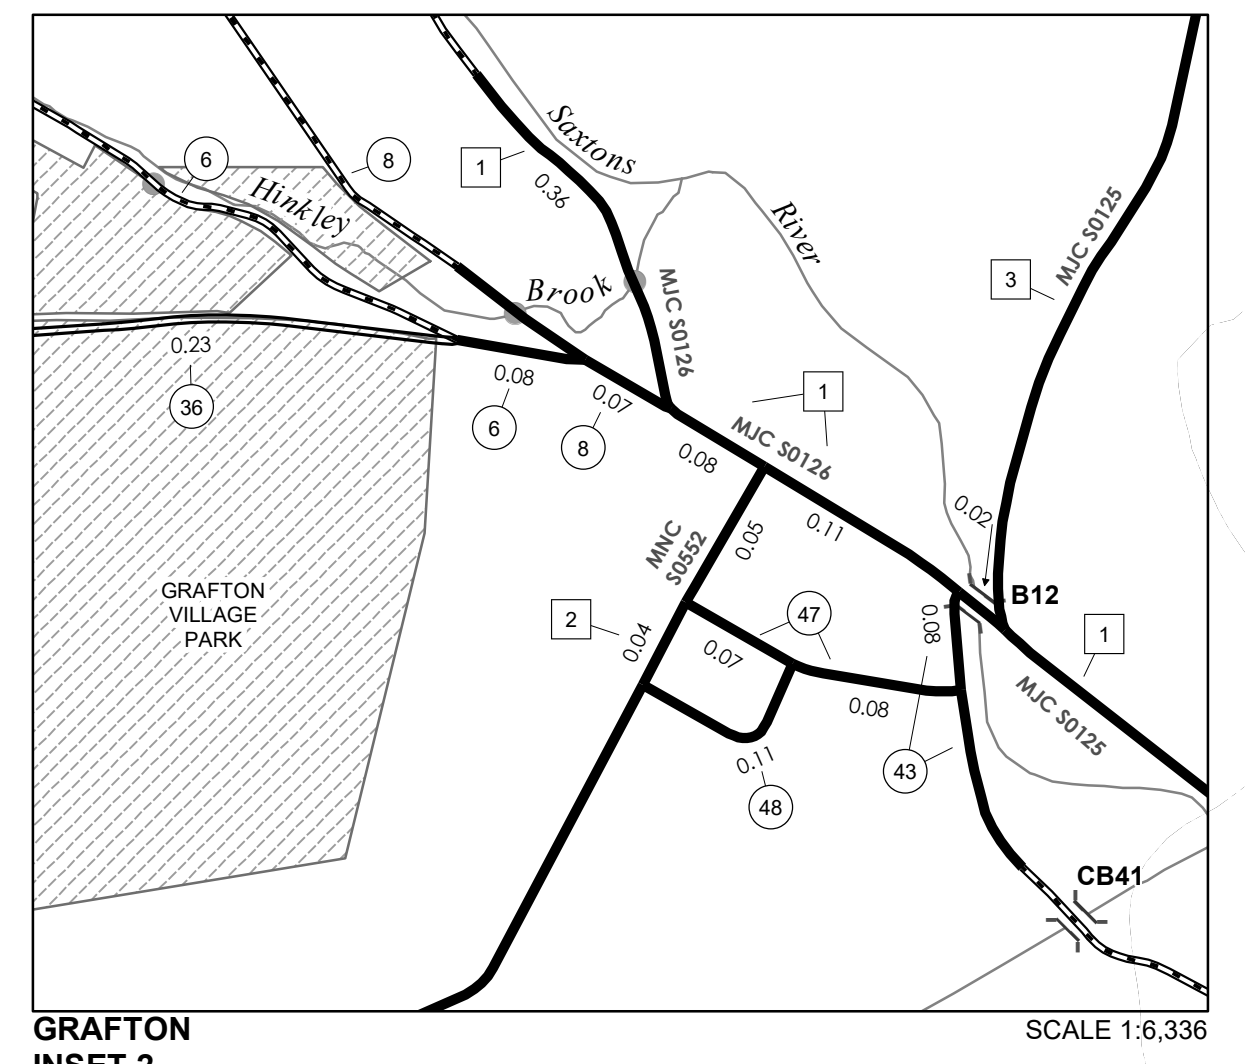 Saxtons
River
6
8
1
0.36
Hinkley
Brook
MJC S0125
3
MJC S0126
0.23
36
0.08
6
0.07
8
1
MJC S0126
0.08
0.11
0.05
MNC
S0552
0.02
B12
GRAFTON
VILLAGE
PARK
2
0.04
47
0.07
0.08
1
MJC S0125
0.08
0.11
48
43
CB41
GRAFTON
SCALE 1:6,336
INSET 2